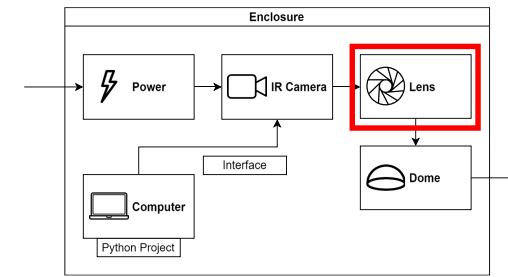 Enclosure
Power
IR Camera
Lens
Interface
Dome
Computer
Python Project